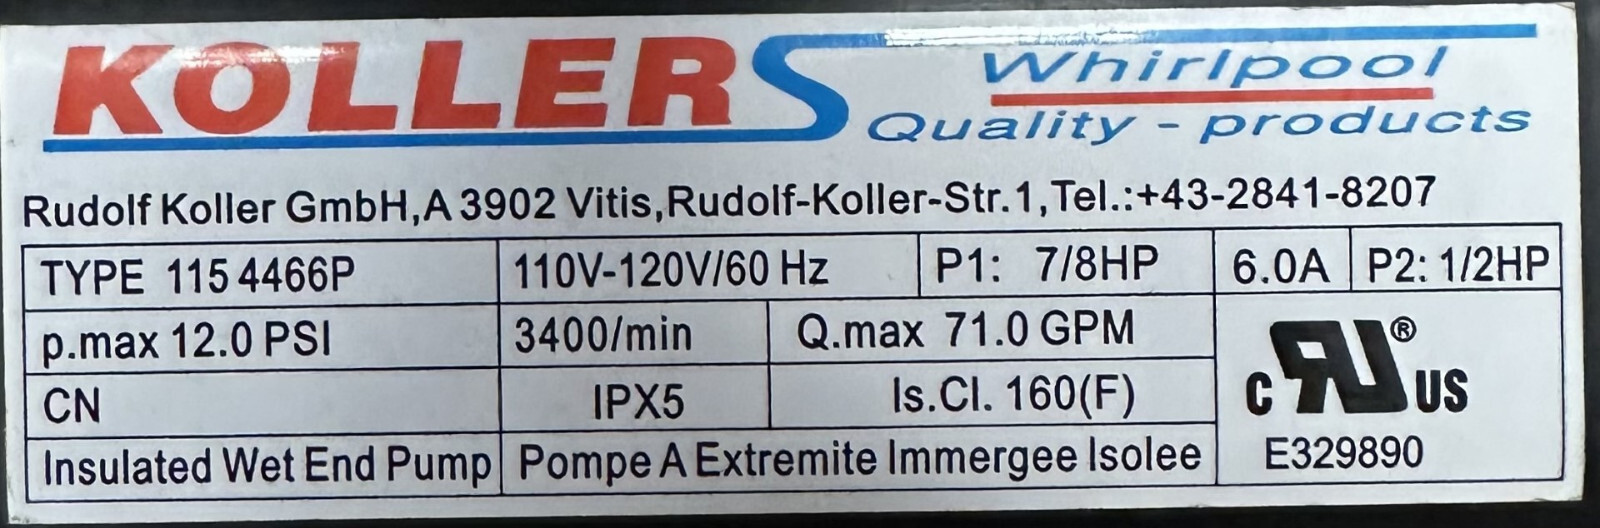 KOLLERS Whirlpool
Quality - products
Rudolf Koller GmbH,A 3902 Vitis,Rudolf-Koller-Str.1,Tel.:+43-2841-8207
TYPE 115 4466P 110V-120V/60 Hz P1: 7/8HP 6.0A P2: 1/2HP
p.max 12.0 PSI 3400/min Q.max 71.0 GPM
CN IPX5 Is.Cl. 160(F) C RU® US
Insulated Wet End Pump Pompe A Extremite Immergee Isolee E329890